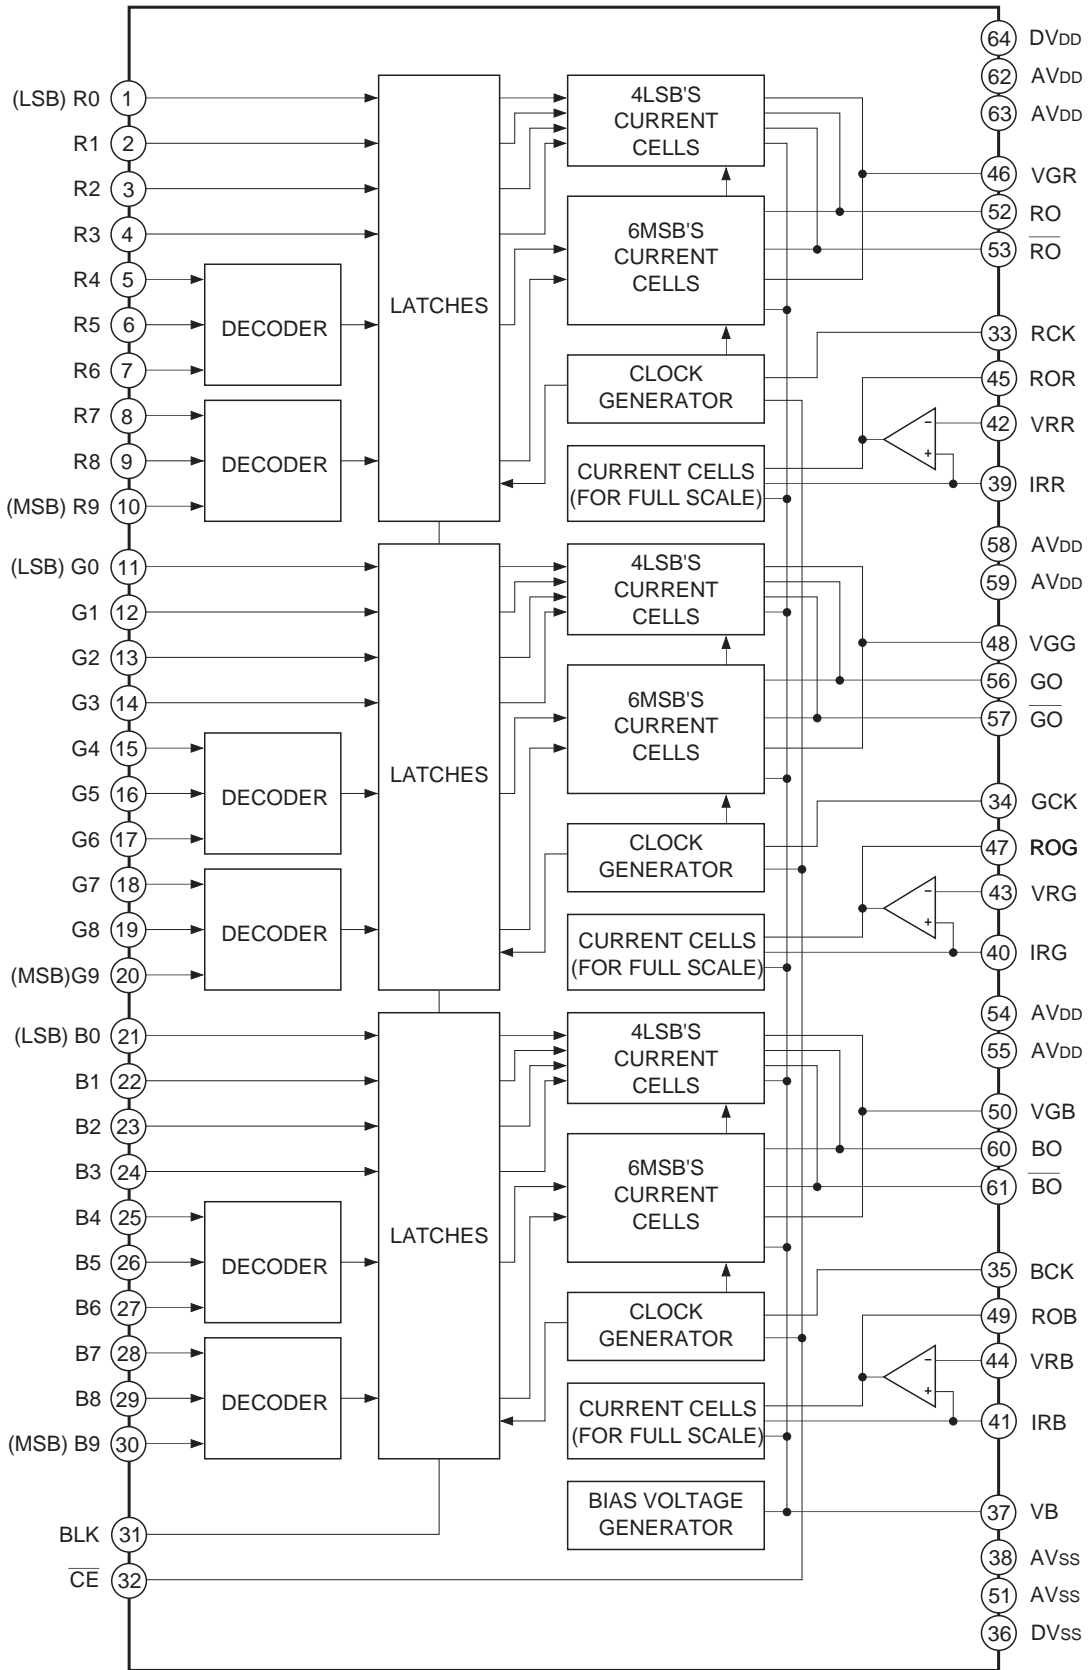 64 DVDD
62 AVDD
63 AVDD
(LSB) R0 1
R1 2
R2 3
R3 4
R4 5
R5 6
R6 7
R7 8
R8 9
(MSB) R9 10
DECODER
DECODER
LATCHES
4LSB'S
CURRENT
CELLS
6MSB'S
CURRENT
CELLS
CLOCK
GENERATOR
CURRENT CELLS
(FOR FULL SCALE)
46 VGR
52 RO
53 R̅O̅
33 RCK
45 ROR
- 42 VRR
+ 39 IRR
58 AVDD
59 AVDD
(LSB) G0 11
G1 12
G2 13
G3 14
G4 15
G5 16
G6 17
G7 18
G8 19
(MSB)G9 20
DECODER
DECODER
LATCHES
4LSB'S
CURRENT
CELLS
6MSB'S
CURRENT
CELLS
CLOCK
GENERATOR
CURRENT CELLS
(FOR FULL SCALE)
48 VGG
56 GO
57 G̅O̅
34 GCK
47 ROG
- 43 VRG
+ 40 IRG
54 AVDD
55 AVDD
(LSB) B0 21
B1 22
B2 23
B3 24
B4 25
B5 26
B6 27
B7 28
B8 29
(MSB) B9 30
DECODER
DECODER
LATCHES
4LSB'S
CURRENT
CELLS
6MSB'S
CURRENT
CELLS
CLOCK
GENERATOR
CURRENT CELLS
(FOR FULL SCALE)
50 VGB
60 BO
61 B̅O̅
35 BCK
49 ROB
- 44 VRB
+ 41 IRB
BLK 31
C̅E̅ 32
BIAS VOLTAGE
GENERATOR
37 VB
38 AVSS
51 AVSS
36 DVSS